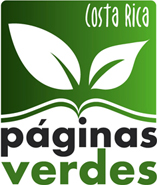 Costa Rica
páginas
verdes